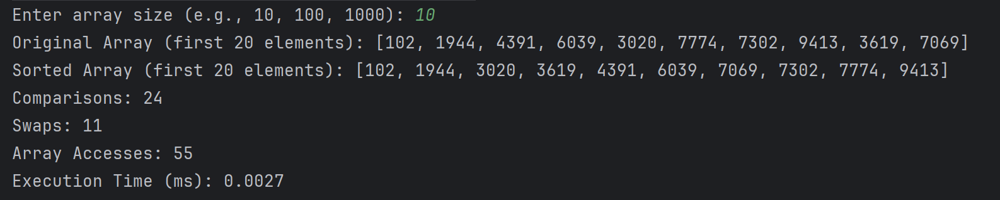 Enter array size (e.g., 10, 100, 1000): 10
Original Array (first 20 elements): [102, 1944, 4391, 6039, 3020, 7774, 7302, 9413, 3619, 7069]
Sorted Array (first 20 elements): [102, 1944, 3020, 3619, 4391, 6039, 7069, 7302, 7774, 9413]
Comparisons: 24
Swaps: 11
Array Accesses: 55
Execution Time (ms): 0.0027